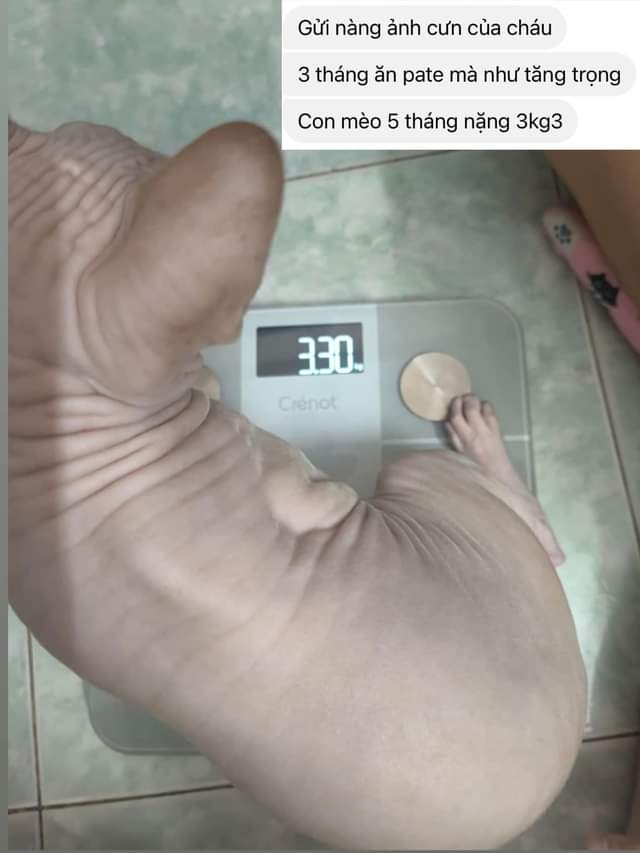 Gửi nàng ảnh cưn của cháu
3 tháng ăn pate mà như tăng trọng
Con mèo 5 tháng nặng 3kg3
3.30
Crénot